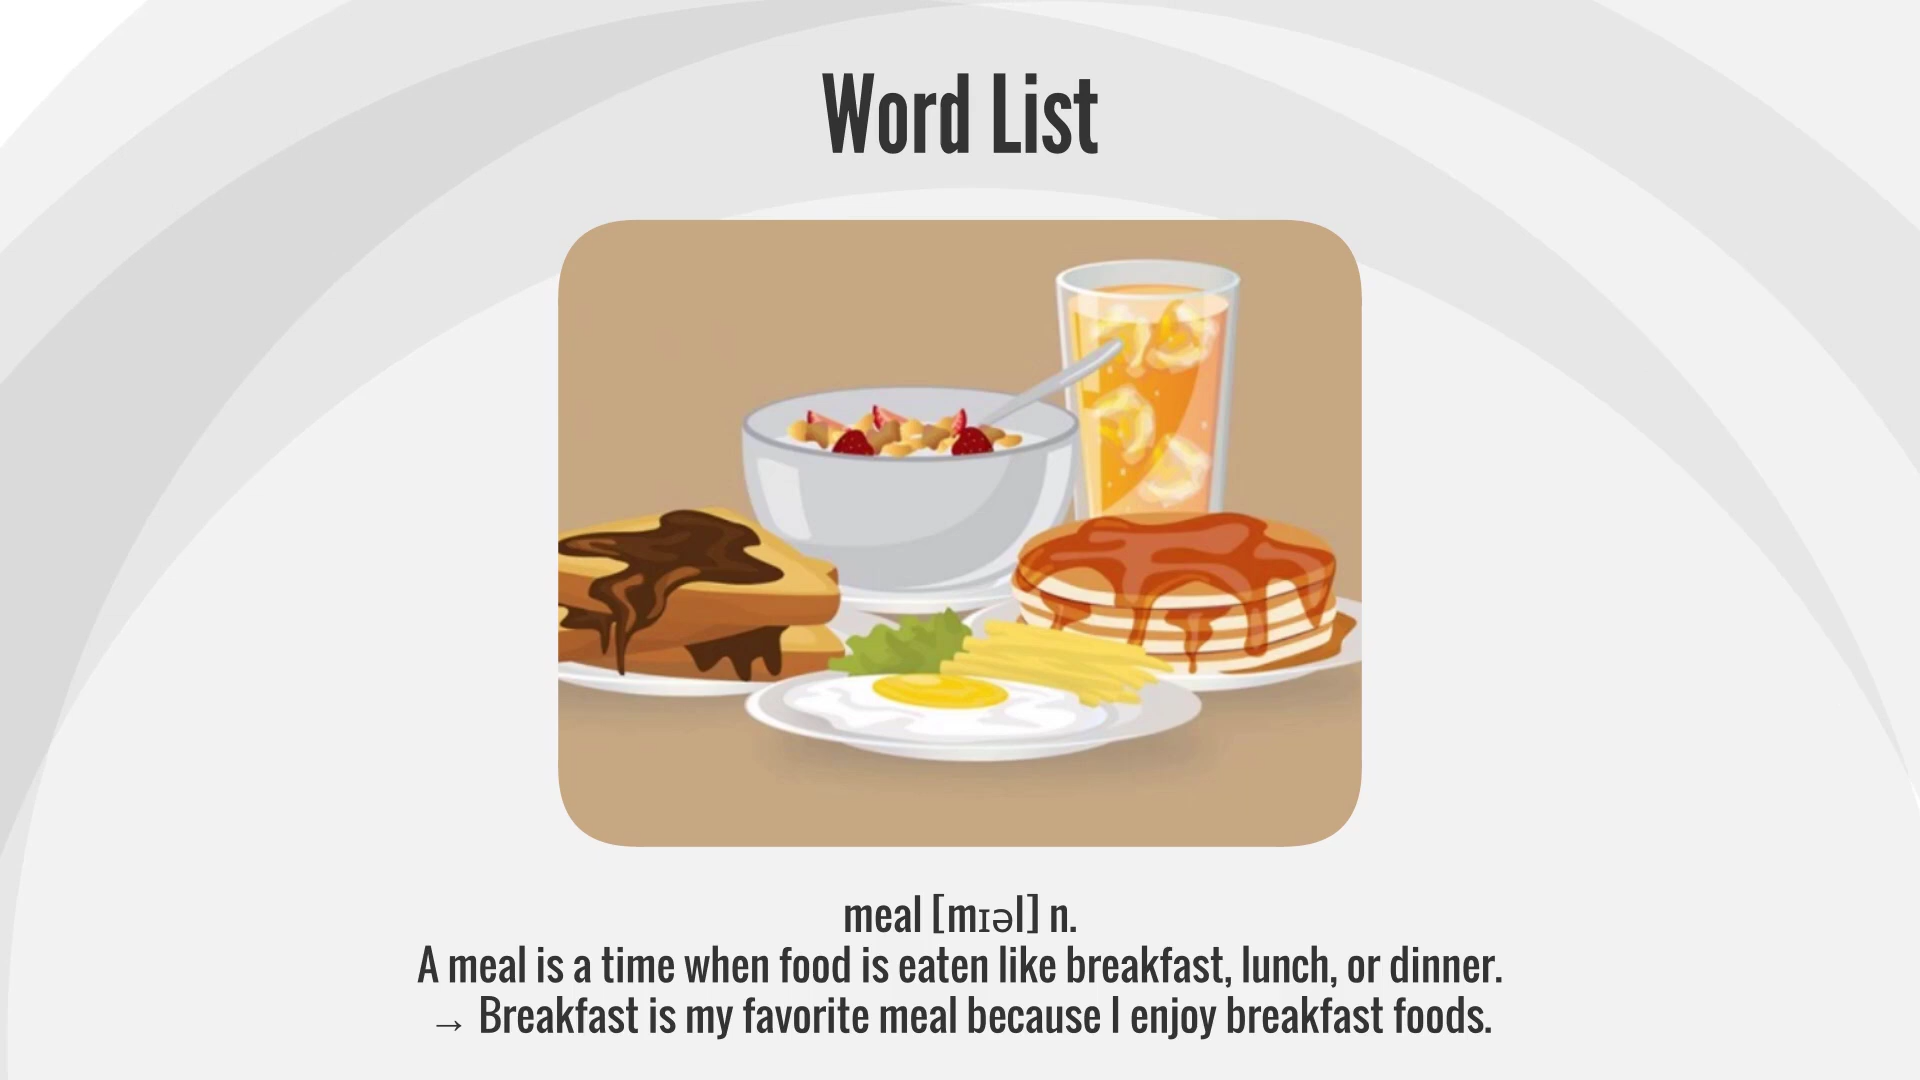 Word List
meal [mɪəl] n.
A meal is a time when food is eaten like breakfast, lunch, or dinner.
→ Breakfast is my favorite meal because I enjoy breakfast foods.